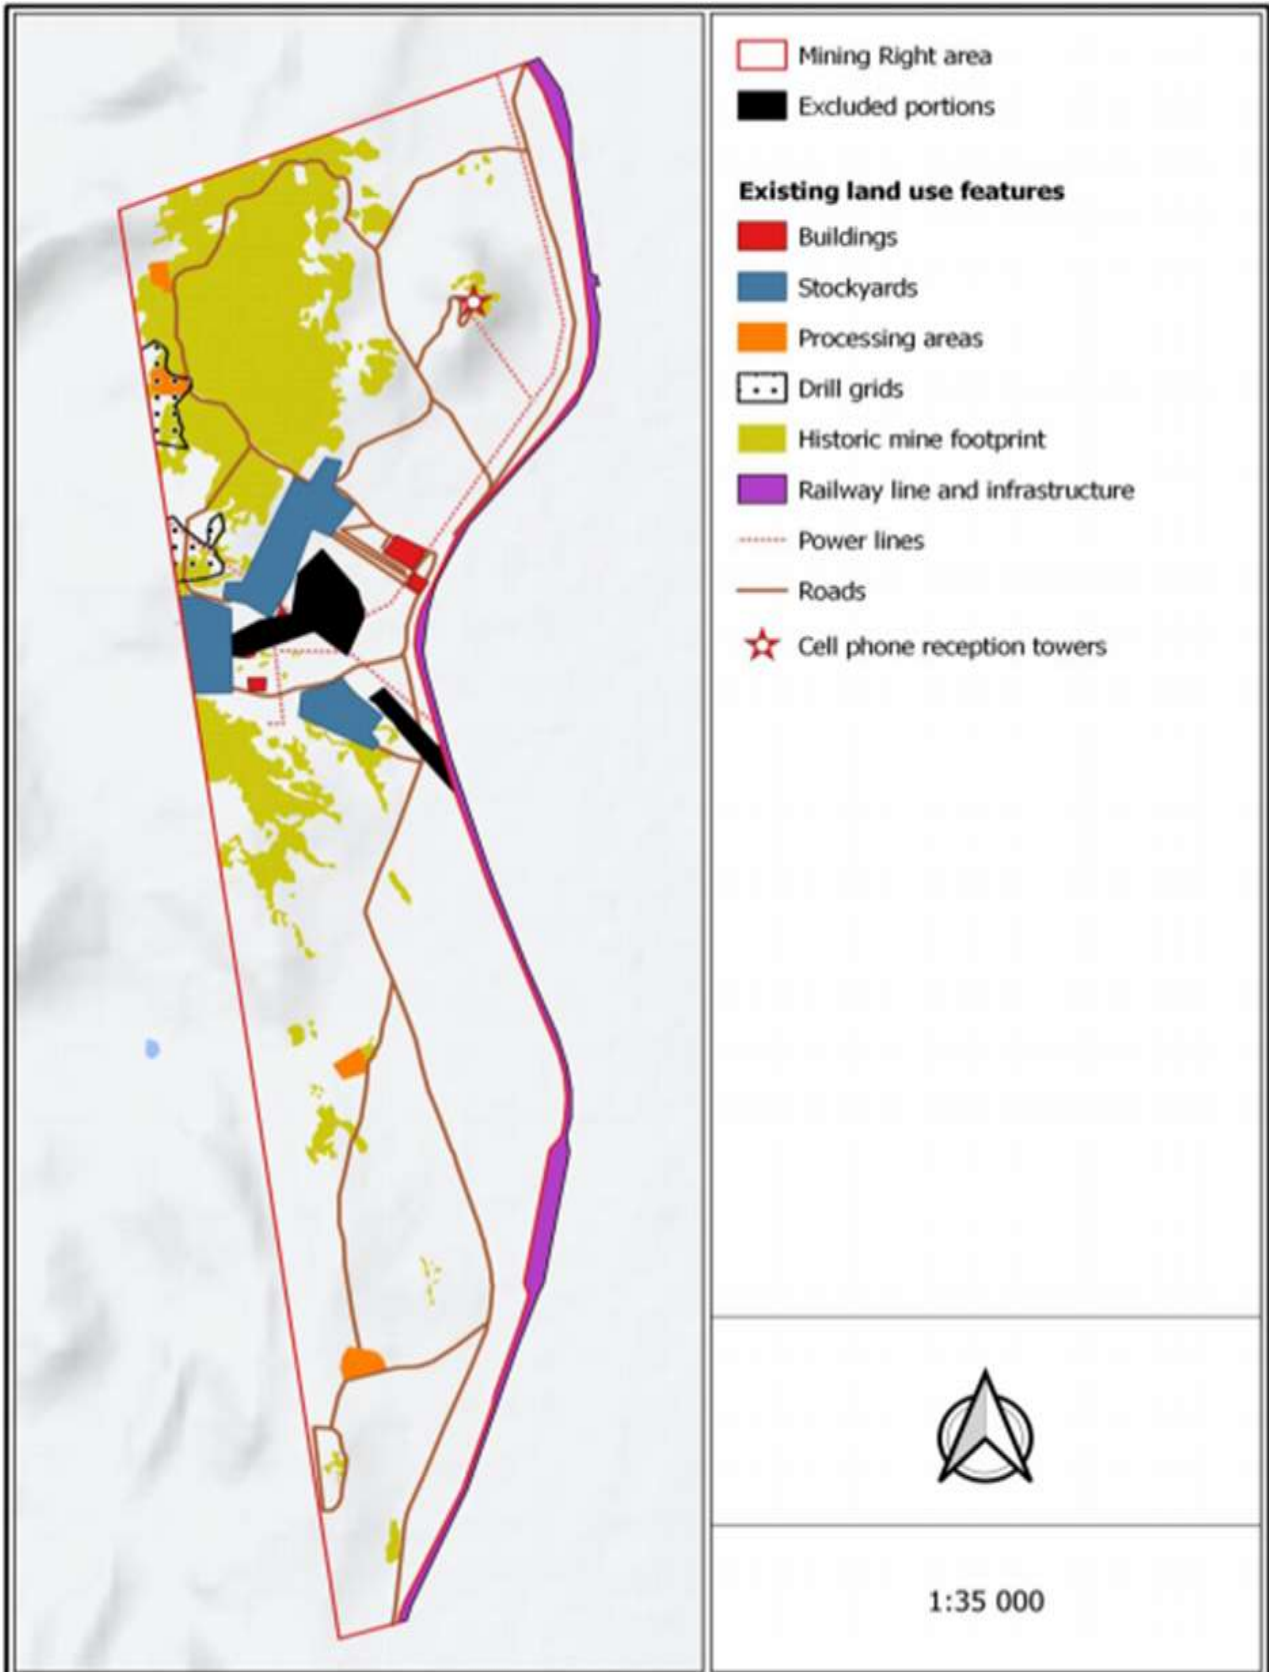 Mining Right area
Excluded portions
Existing land use features
Buildings
Stockyards
Processing areas
Drill grids
Historic mine footprint
Railway line and infrastructure
Power lines
Roads
Cell phone reception towers
1:35 000